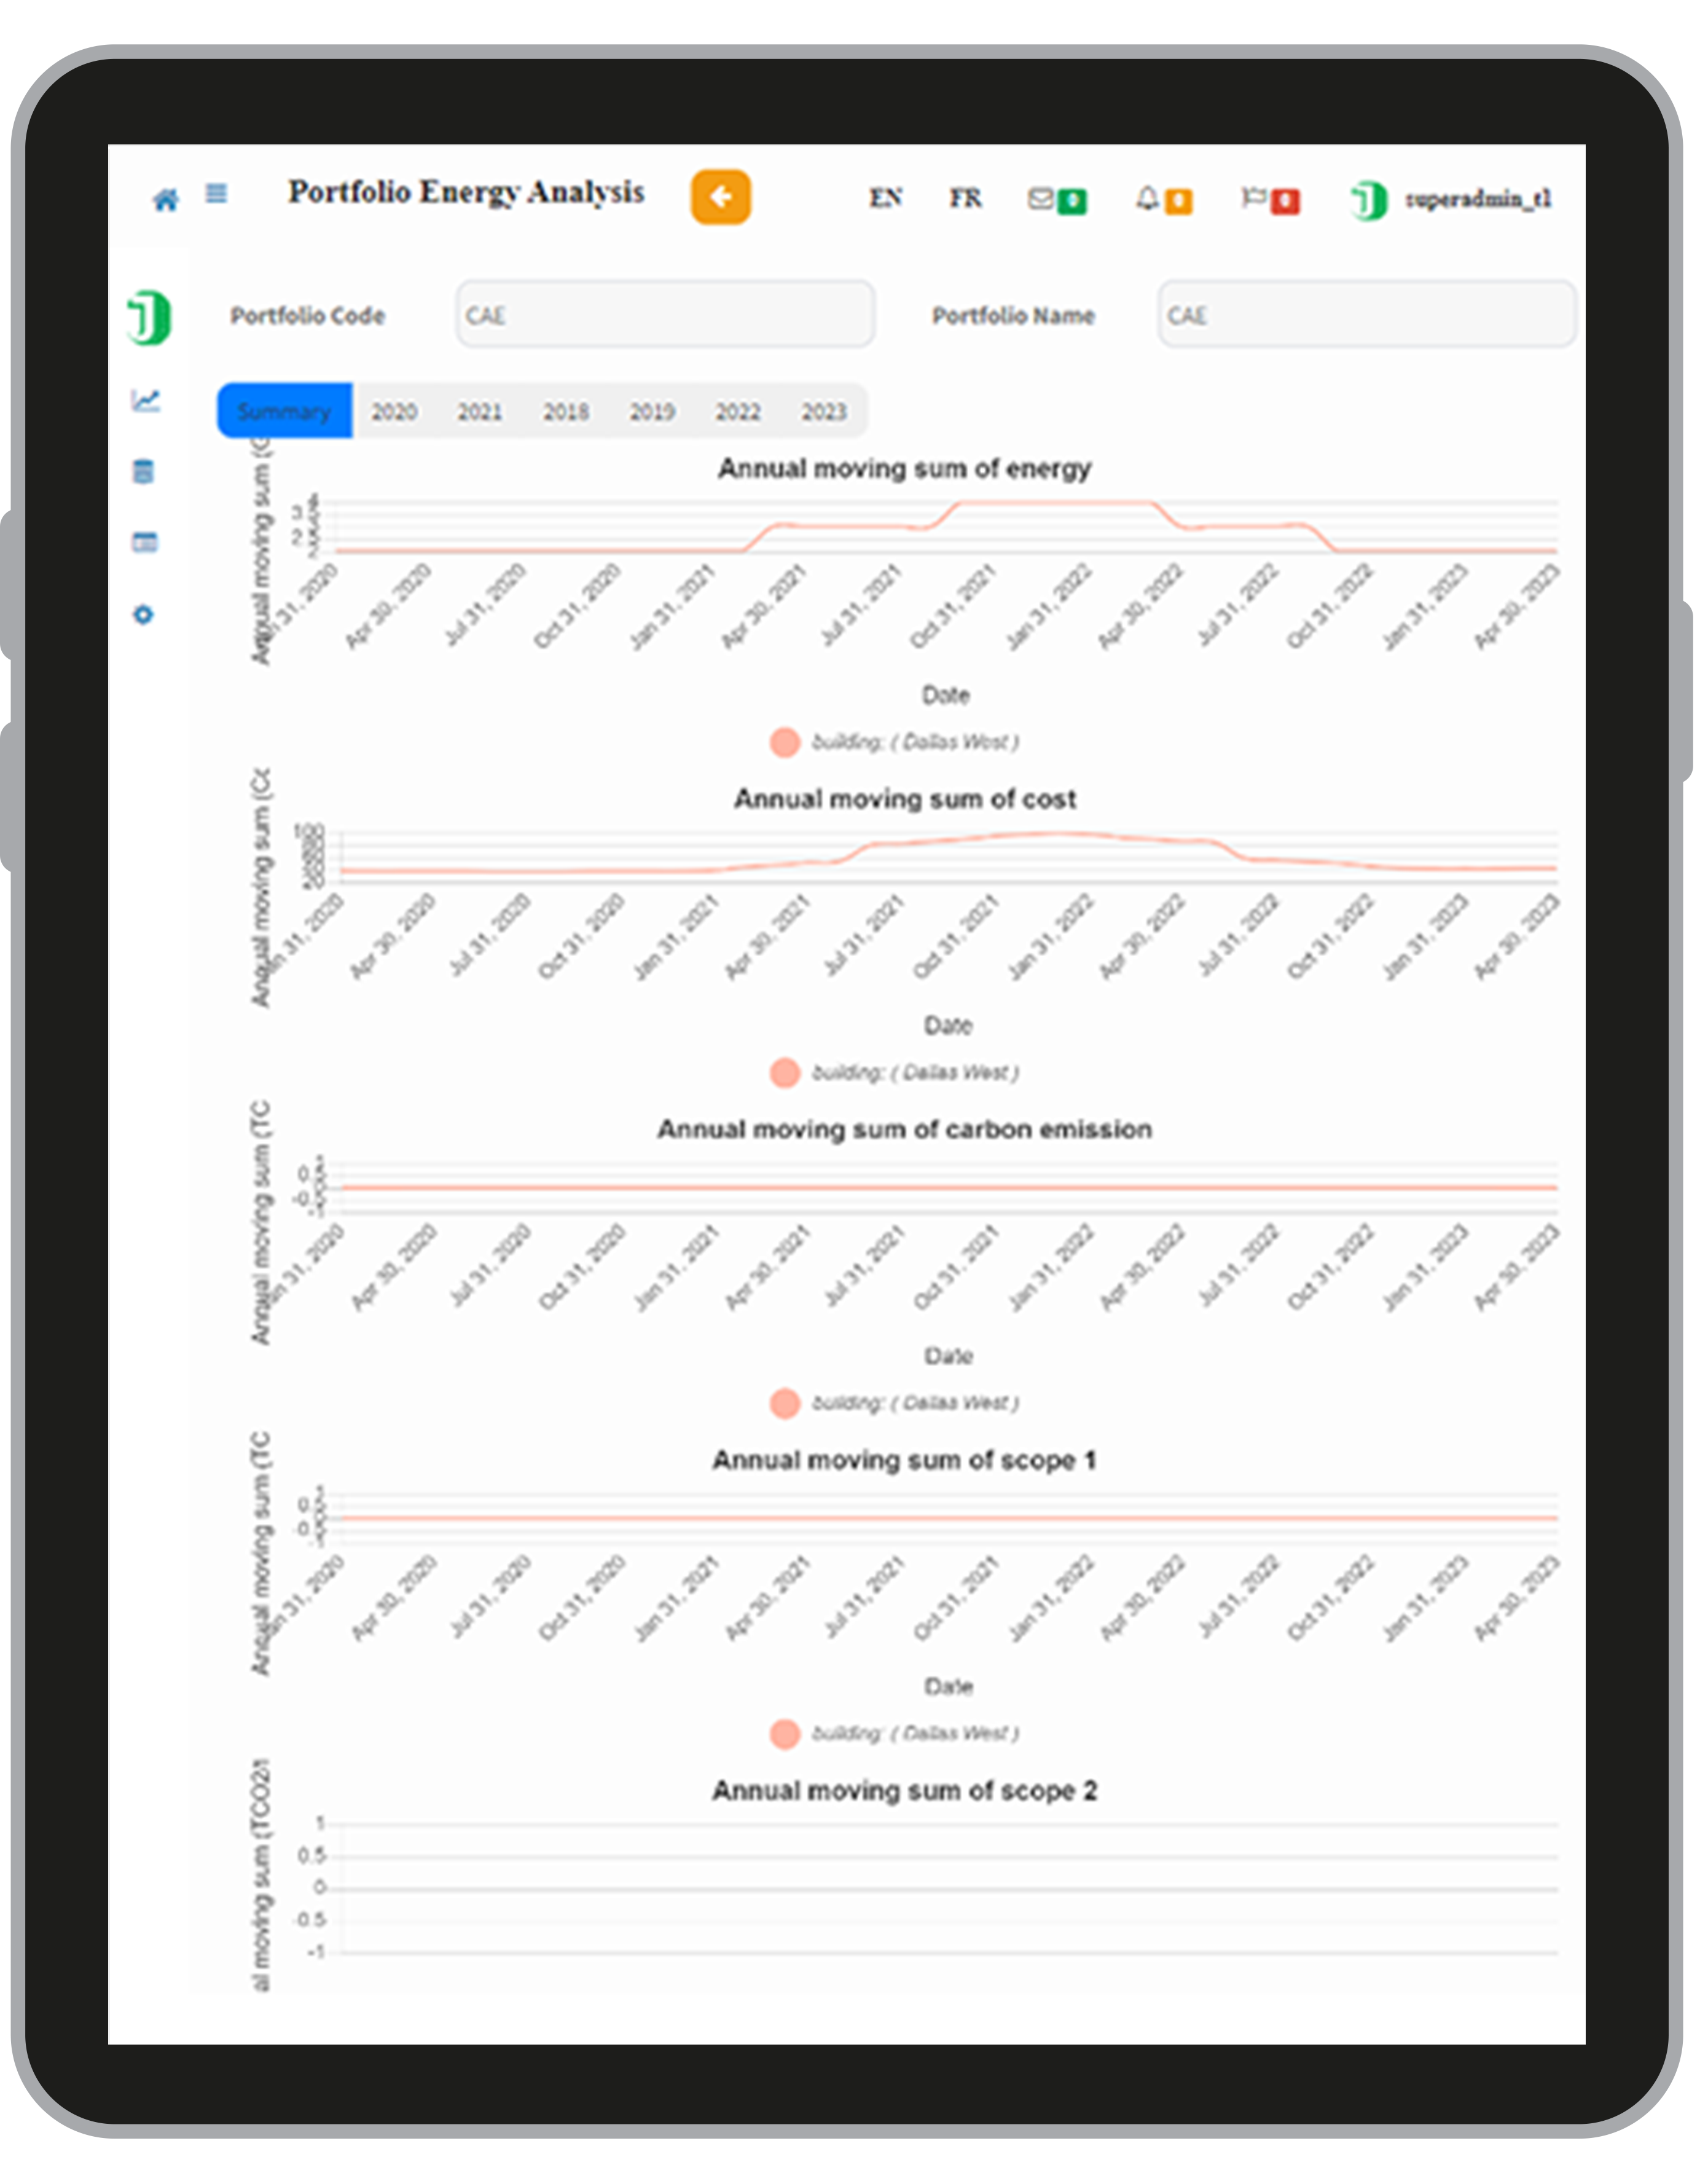 Portfolio Energy Analysis EN FR 0 0 0 superadmin_tl
Portfolio Code CAE Portfolio Name CAE
Summary 2020 2021 2018 2019 2022 2023
Annual moving sum of energy
Annual moving sum
31, 2020 Apr 30, 2020 Jul 31, 2020 Oct 31, 2020 Jan 31, 2021 Apr 30, 2021 Jul 31, 2021 Oct 31, 2021 Jan 31, 2022 Apr 30, 2022 Jul 31, 2022 Oct 31, 2022 Jan 31, 2023 Apr 30, 2023
Date
building: ( Dallas West )
Annual moving sum of cost
Annual moving sum (Co
100
20
31, 2020 Apr 30, 2020 Jul 31, 2020 Oct 31, 2020 Jan 31, 2021 Apr 30, 2021 Jul 31, 2021 Oct 31, 2021 Jan 31, 2022 Apr 30, 2022 Jul 31, 2022 Oct 31, 2022 Jan 31, 2023 Apr 30, 2023
Date
building: ( Dallas West )
Annual moving sum of carbon emission
Annual moving sum (TC
-1
31, 2020 Apr 30, 2020 Jul 31, 2020 Oct 31, 2020 Jan 31, 2021 Apr 30, 2021 Jul 31, 2021 Oct 31, 2021 Jan 31, 2022 Apr 30, 2022 Jul 31, 2022 Oct 31, 2022 Jan 31, 2023 Apr 30, 2023
Date
building: ( Dallas West )
Annual moving sum of scope 1
Annual moving sum (TC
-1
31, 2020 Apr 30, 2020 Jul 31, 2020 Oct 31, 2020 Jan 31, 2021 Apr 30, 2021 Jul 31, 2021 Oct 31, 2021 Jan 31, 2022 Apr 30, 2022 Jul 31, 2022 Oct 31, 2022 Jan 31, 2023 Apr 30, 2023
Date
building: ( Dallas West )
Annual moving sum of scope 2
al moving sum (TCO2/
1
0.5
0
-0.5
-1